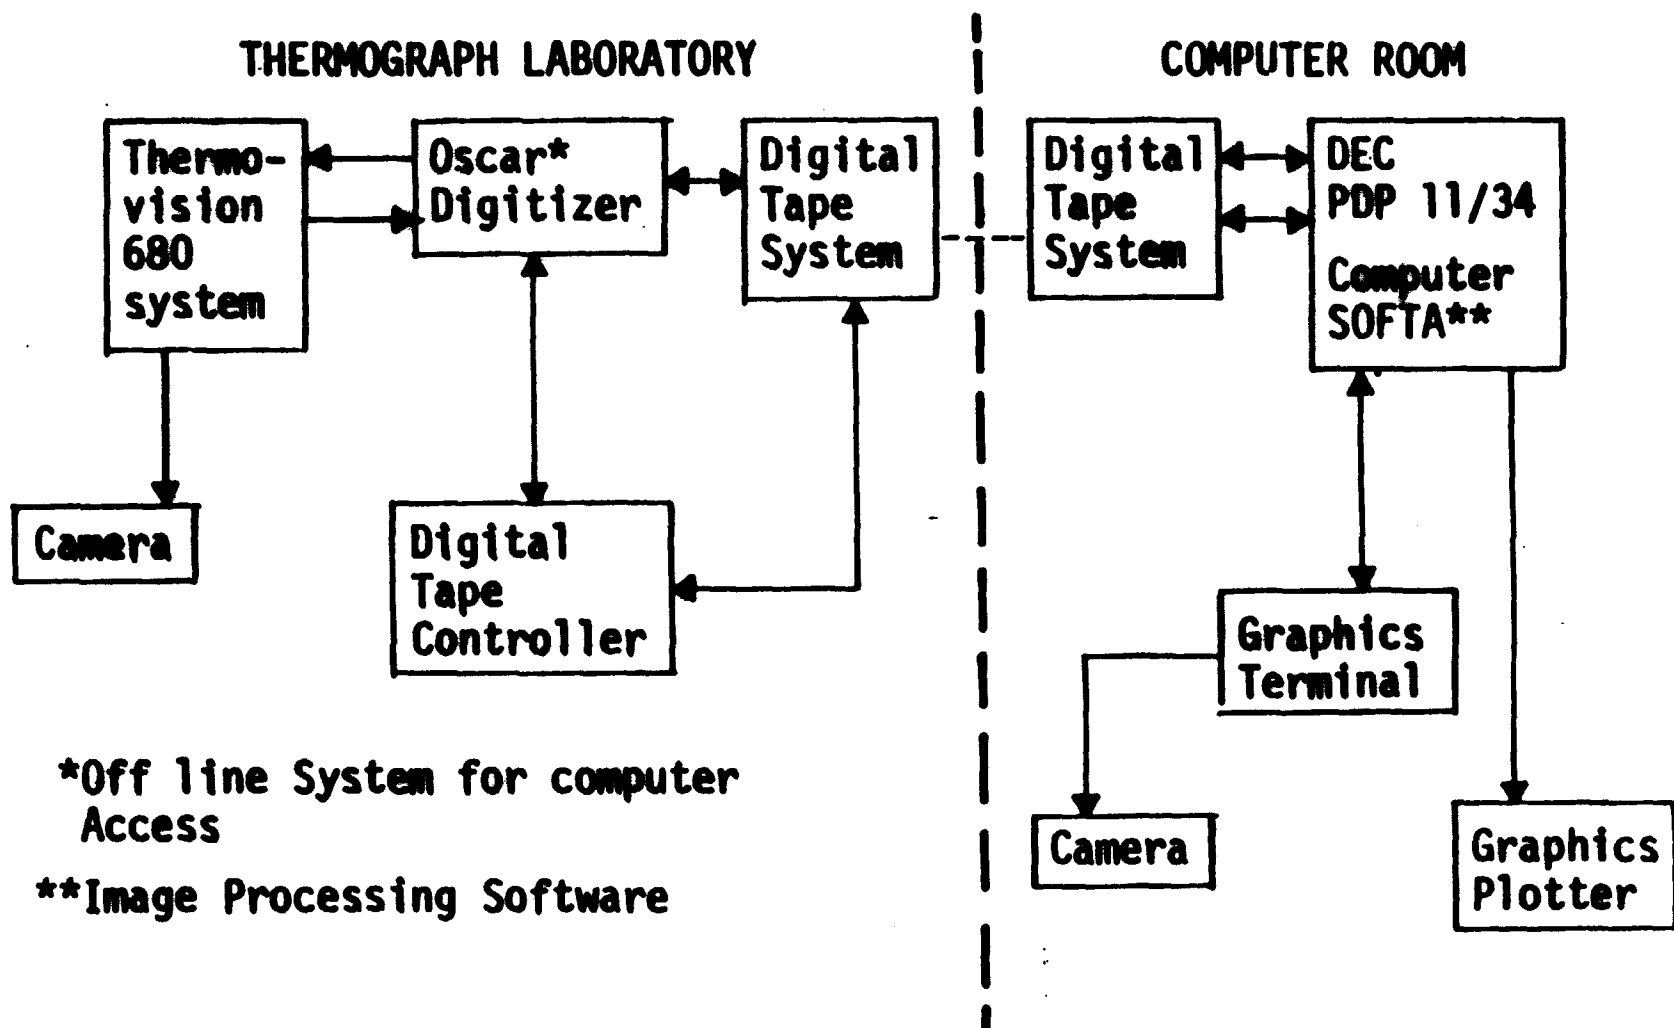 THERMOGRAPH LABORATORY
COMPUTER ROOM
Thermo-
vision
680
system
Oscar*
Digitizer
Digital
Tape
System
Digital
Tape
System
DEC
PDP 11/34
Computer
SOFTA**
Camera
Digital
Tape
Controller
Graphics
Terminal
Camera
Graphics
Plotter
*Off line System for computer
Access
**Image Processing Software